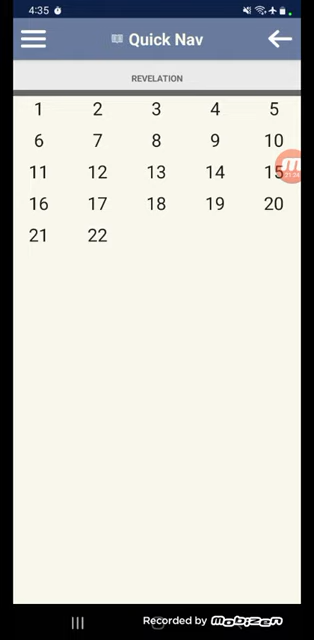 4:35
Quick Nav
REVELATION
1 2 3 4 5
6 7 8 9 10
11 12 13 14 15
16 17 18 19 20
21 22
Recorded by Mobizen